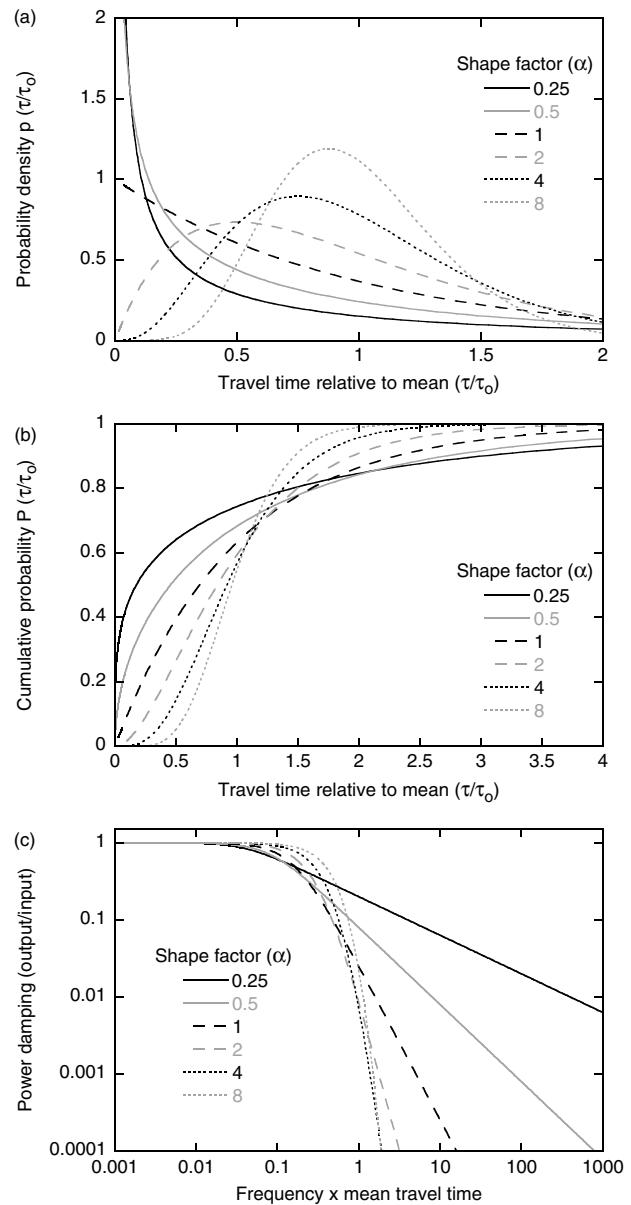 (a)
2
1.5
1
0.5
0
Probability density p (τ/τo)
Shape factor (α)
0.25
0.5
1
2
4
8
0 0.5 1 1.5 2
Travel time relative to mean (τ/τo)
(b)
1
0.8
0.6
0.4
0.2
0
Cumulative probability P (τ/τo)
Shape factor (α)
0.25
0.5
1
2
4
8
0 0.5 1 1.5 2 2.5 3 3.5 4
Travel time relative to mean (τ/τo)
(c)
1
0.1
0.01
0.001
0.0001
Power damping (output/input)
Shape factor (α)
0.25
0.5
1
2
4
8
0.001 0.01 0.1 1 10 100 1000
Frequency x mean travel time